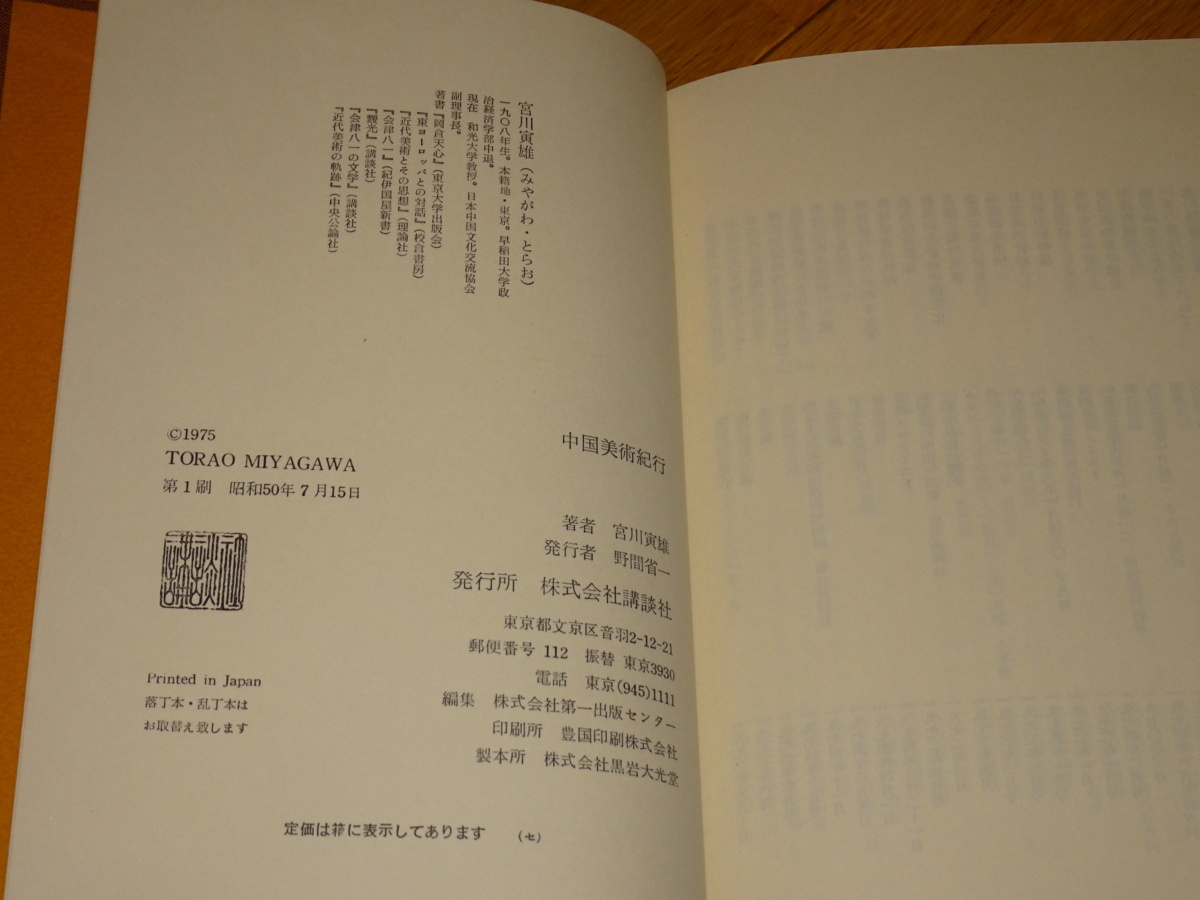 宮川寅雄(みやがわ・とらお)
一九〇八年生。本籍地・東京。早稲田大学政
治経済学部中退。
現在 和光大学教授。日本中国文化交流協会
副理事長。
著書『岡倉天心』(東京大学出版会)
『東ヨーロッパとの対話』(校倉書房)
『近代美術とその思想』(理論社)
『会津八一』(紀伊国屋新書)
『靉光』(講談社)
『会津八一の文学』(講談社)
『近代美術の軌跡』(中央公論社)
中国美術紀行
©1975
TORAO MIYAGAWA
第1刷 昭和50年7月15日
講談社
著者 宮川寅雄
発行者 野間省一
発行所 株式会社講談社
東京都文京区音羽2-12-21
郵便番号 112 振替 東京3930
電話 東京(945)1111
編集 株式会社第一出版センター
印刷所 豊国印刷株式会社
製本所 株式会社黒岩大光堂
Printed in Japan
落丁本・乱丁本は
お取替え致します
定価は箱に表示してあります (セ)